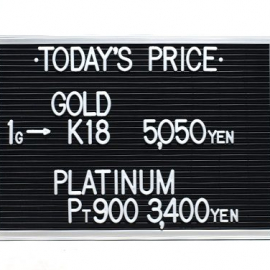 ·TODAY'S PRICE·
GOLD
1G→ K18 5,050YEN
PLATINUM
PT900 3,400YEN